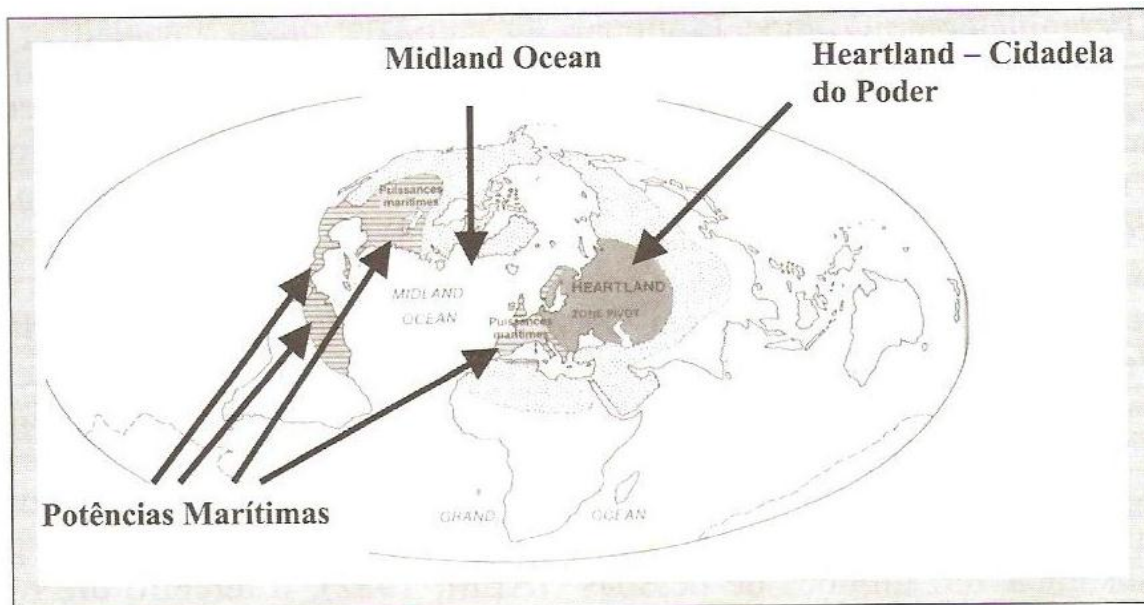 Midland Ocean
Heartland – Cidadela
do Poder
Puissances
maritimes
MIDLAND
OCEAN
HEARTLAND
ZONE PIVOT
Puissances
maritimes
Potências Marítimas
GRAND
OCEAN